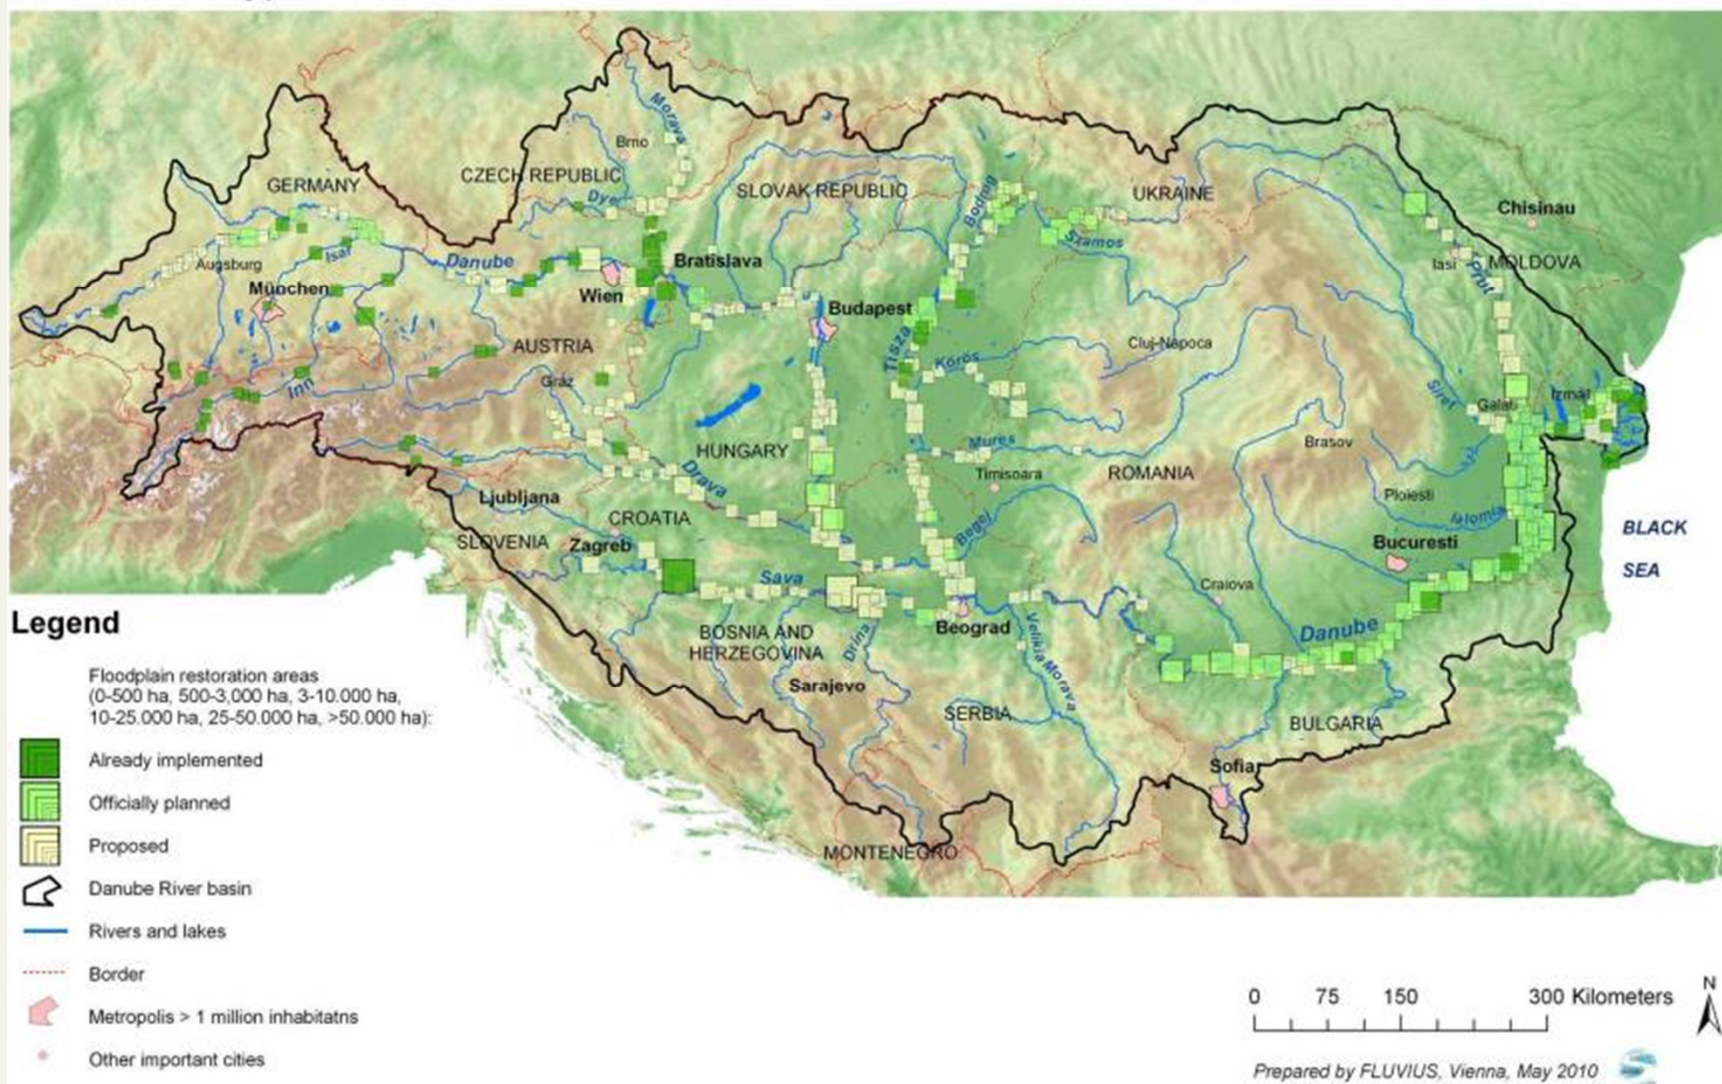 Morava
Brno
GERMANY
CZECH REPUBLIC
SLOVAK REPUBLIC
UKRAINE
Dye
Bodrog
Chisinau
Szamos
Augsburg
Isar
Danube
Bratislava
Iasi
MOLDOVA
Prut
München
Wien
Budapest
AUSTRIA
Tisza
Körös
Cluj-Napoca
Inn
Graz
Siret
Galati
Izmail
HUNGARY
Mures
Brasov
Timisoara
ROMANIA
Drava
Ljubljana
Ploiesti
CROATIA
Begej
Ialomita
BLACK
SEA
SLOVENIA
Zagreb
Bucuresti
Sava
Craiova
Beograd
Danube
BOSNIA AND
HERZEGOVINA
Drina
Velika Morava
Sarajevo
SERBIA
BULGARIA
Sofia
MONTENEGRO
Legend
Floodplain restoration areas
(0-500 ha, 500-3,000 ha, 3-10.000 ha,
10-25.000 ha, 25-50.000 ha, >50.000 ha):
Already implemented
Officially planned
Proposed
Danube River basin
Rivers and lakes
Border
Metropolis > 1 million inhabitatns
Other important cities
0 75 150 300 Kilometers
N
Prepared by FLUVIUS, Vienna, May 2010